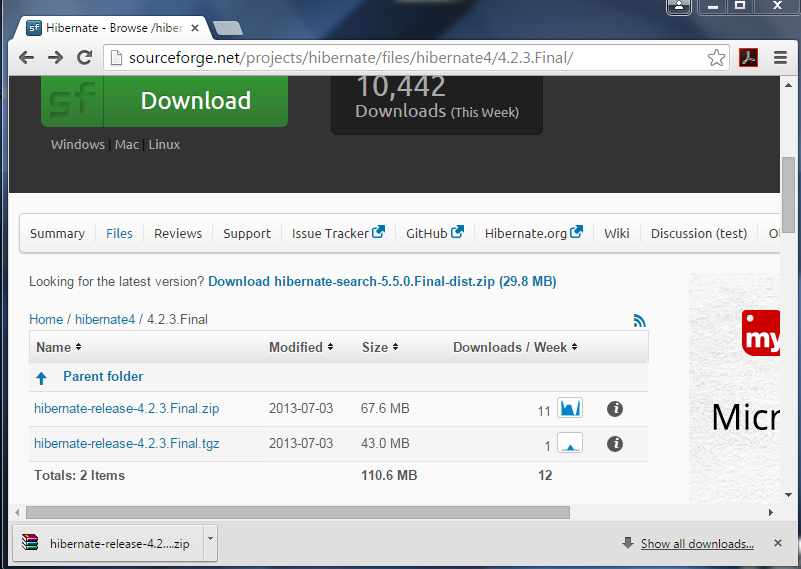 Hibernate - Browse /hiber
sourceforge.net/projects/hibernate/files/hibernate4/4.2.3.Final/
sf Download
10,442
Downloads (This Week)
Windows | Mac | Linux
Summary Files Reviews Support Issue Tracker GitHub Hibernate.org Wiki Discussion (test)
Looking for the latest version? Download hibernate-search-5.5.0.Final-dist.zip (29.8 MB)
Home / hibernate4 / 4.2.3.Final
Name Modified Size Downloads / Week
Parent folder
hibernate-release-4.2.3.Final.zip 2013-07-03 67.6 MB 11
hibernate-release-4.2.3.Final.tgz 2013-07-03 43.0 MB 1
Totals: 2 Items 110.6 MB 12
my
Micr
hibernate-release-4.2....zip
Show all downloads...